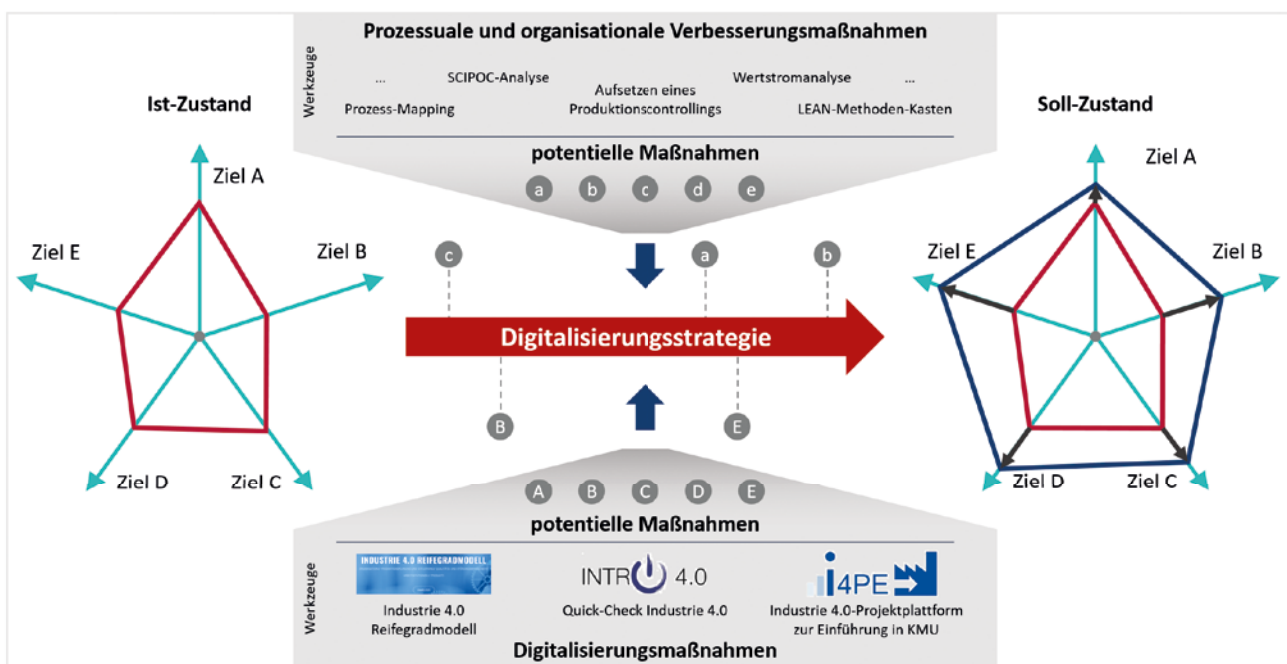 Prozessuale und organisationale Verbesserungsmaßnahmen
Werkzeuge
...
SCIPOC-Analyse
Wertstromanalyse
...
Prozess-Mapping
Aufsetzen eines
Produktionscontrollings
LEAN-Methoden-Kasten
potentielle Maßnahmen
a b c d e
Ist-Zustand
Ziel A
Ziel B
Ziel C
Ziel D
Ziel E
c a b
Digitalisierungsstrategie
B E
Soll-Zustand
Ziel A
Ziel B
Ziel C
Ziel D
Ziel E
A B C D E
potentielle Maßnahmen
Werkzeuge
INDUSTRIE 4.0 REIFEGRADMODELL
Industrie 4.0
Reifegradmodell
INTRO 4.0
Quick-Check Industrie 4.0
i4PE
Industrie 4.0-Projektplattform
zur Einführung in KMU
Digitalisierungsmaßnahmen